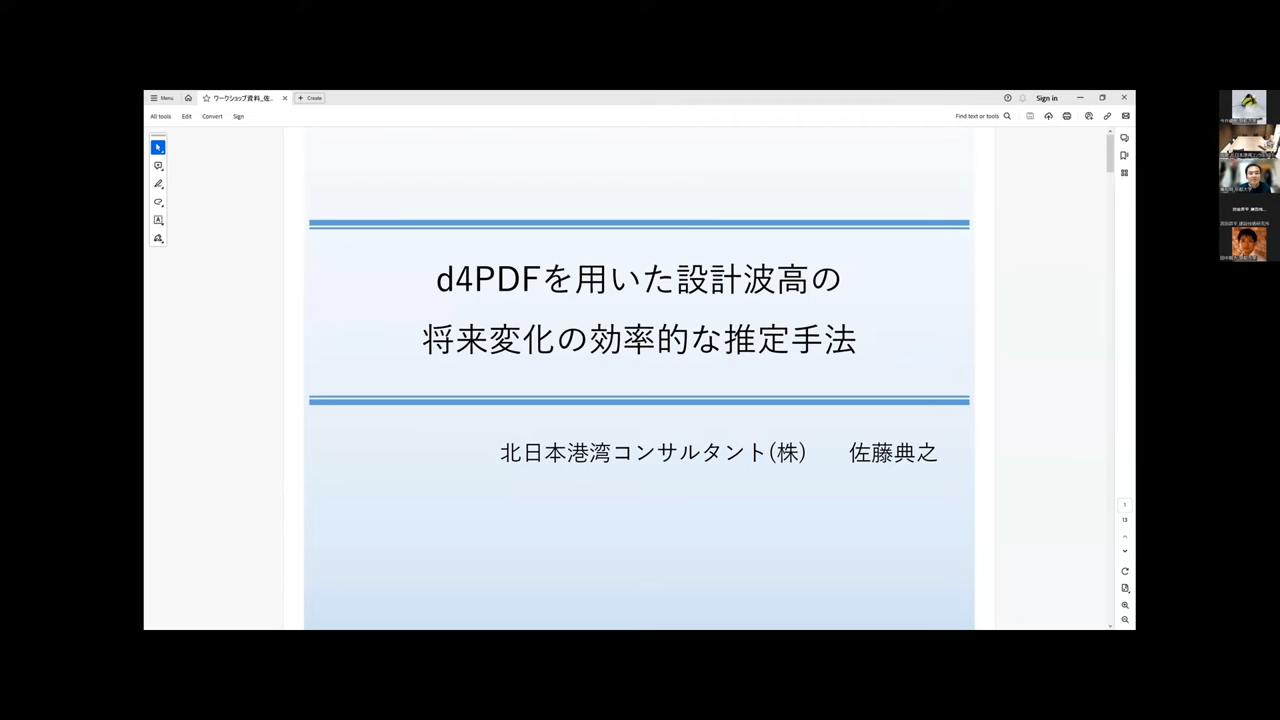 Menu
ワークショップ資料_佐..
Create
Sign in
All tools
Edit
Convert
Sign
Find text or tools
d4PDFを用いた設計波高の
将来変化の効率的な推定手法
北日本港湾コンサルタント(株) 佐藤典之
1
13